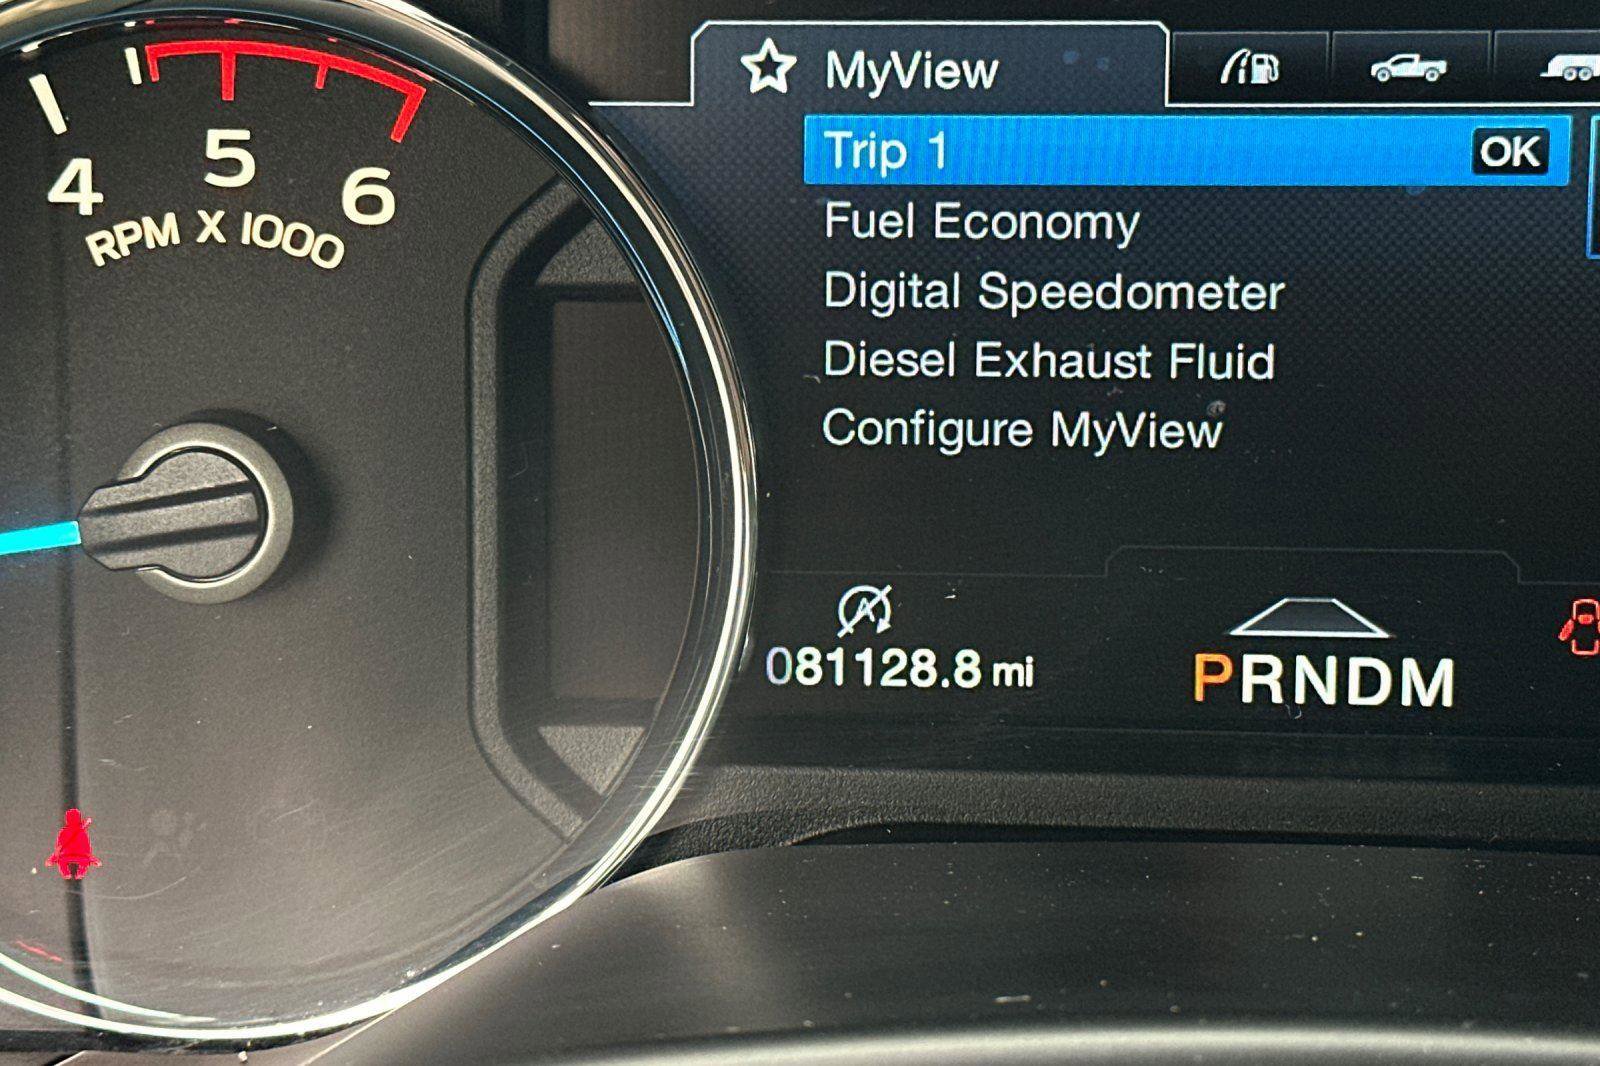 4 5 6
RPM X 1000
MyView
Trip 1 OK
Fuel Economy
Digital Speedometer
Diesel Exhaust Fluid
Configure MyView
A
081128.8 mi
PRNDM